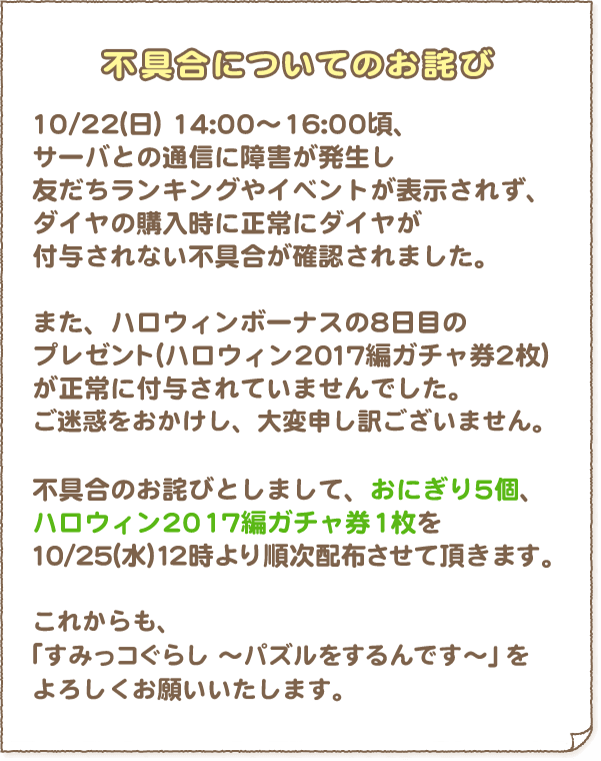 不具合についてのお詫び
10/22(日) 14:00～16:00頃、
サーバとの通信に障害が発生し
友だちランキングやイベントが表示されず、
ダイヤの購入時に正常にダイヤが
付与されない不具合が確認されました。
また、ハロウィンボーナスの8日目の
プレゼント(ハロウィン2017編ガチャ券2枚)
が正常に付与されていませんでした。
ご迷惑をおかけし、大変申し訳ございません。
不具合のお詫びとしまして、おにぎり5個、
ハロウィン2017編ガチャ券1枚を
10/25(水)12時より順次配布させて頂きます。
これからも、
「すみっコぐらし ～パズルをするんです～」を
よろしくお願いいたします。